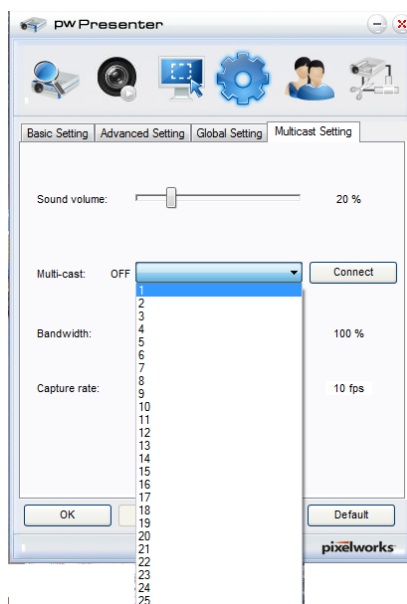 pwPresenter
Basic Setting Advanced Setting Global Setting Multicast Setting
Sound volume: 20 %
Multi-cast: OFF Connect
1
2
3
Bandwidth: 4 100 %
5
6
7
Capture rate: 8 10 fps
9
10
11
12
13
14
15
16
17
OK 18 Default
19
20
21 pixelworks
22
23
24
25